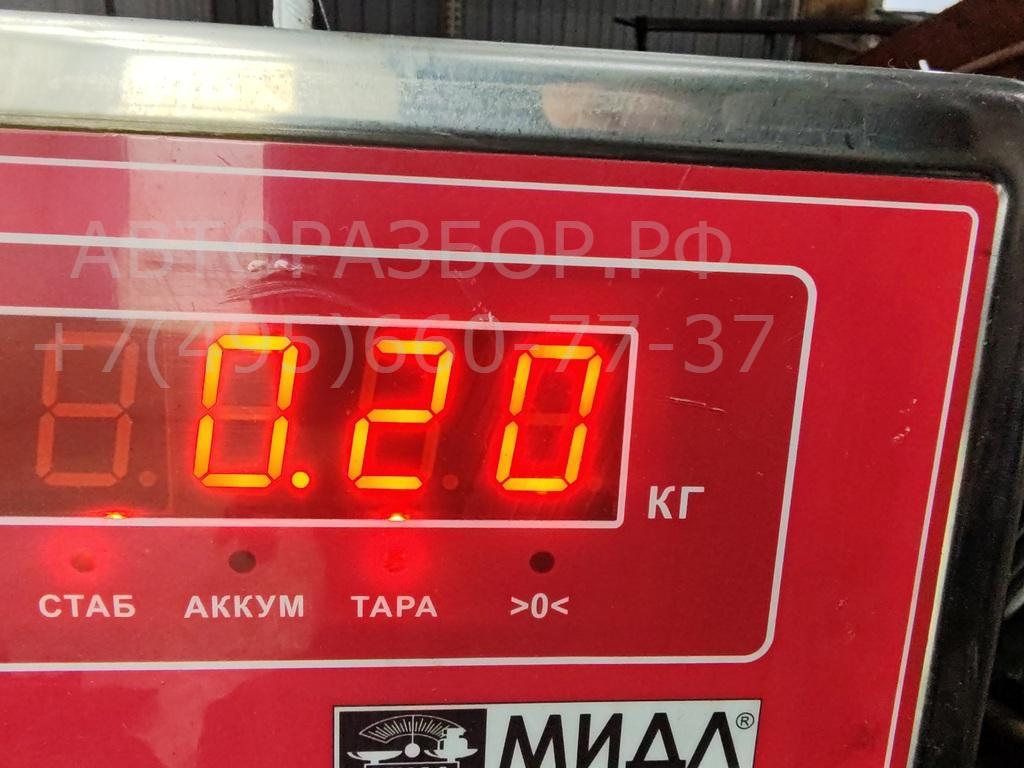 АВТОРАЗБОР.РФ
+7(495)660-77-37
0.20
КГ
СТАБ АККУМ ТАРА >0<
МИДЛ®